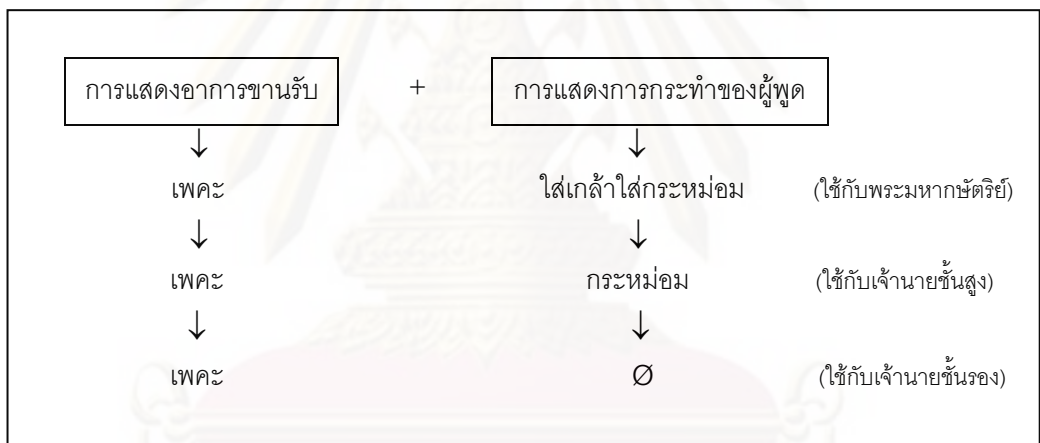 การแสดงอาการขานรับ + การแสดงการกระทำของผู้พูด
↓ ↓
เพคะ ใส่เกล้าใส่กระหม่อม (ใช้กับพระมหากษัตริย์)
↓ ↓
เพคะ กระหม่อม (ใช้กับเจ้านายชั้นสูง)
↓ ↓
เพคะ Ø (ใช้กับเจ้านายชั้นรอง)